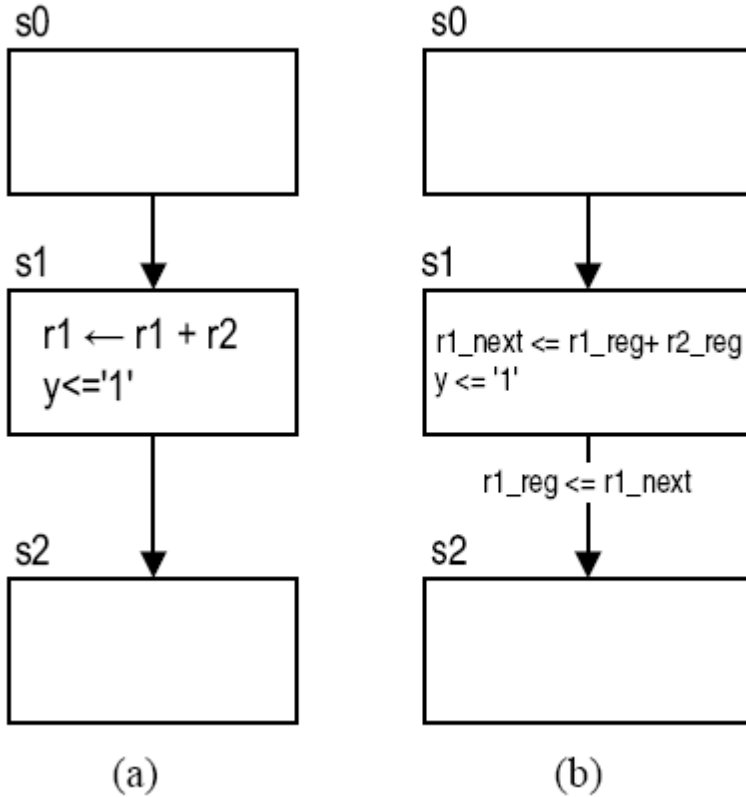 s0
s1
r1 ← r1 + r2
y<='1'
s2
(a)
s0
s1
r1_next <= r1_reg+ r2_reg
y <= '1'
r1_reg <= r1_next
s2
(b)